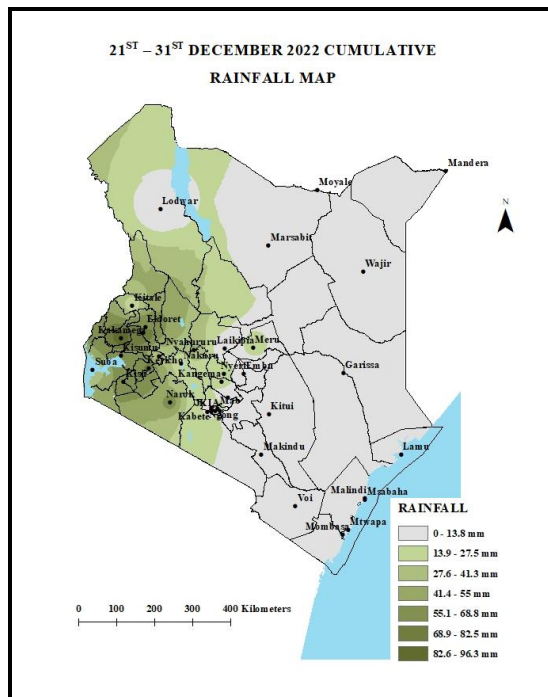 21ST – 31ST DECEMBER 2022 CUMULATIVE
RAINFALL MAP
Mandera
Moyale
N
Lodwar
Marsabit
Wajir
Kitale
Eldoret
Kakamega
Nyahururu
Laikipia
Meru
Kisumu
Nakuru
Suba
Kericho
Nyeri
Embu
Garissa
Kisii
Kangema
Narok
JKIA
Kabete
Kitui
Makindu
Lamu
Voi
Malindi
Msabaha
Mombasa
Mtwapa
RAINFALL
0 - 13.8 mm
13.9 - 27.5 mm
27.6 - 41.3 mm
41.4 - 55 mm
55.1 - 68.8 mm
68.9 - 82.5 mm
82.6 - 96.3 mm
0 100 200 300 400 Kilometers